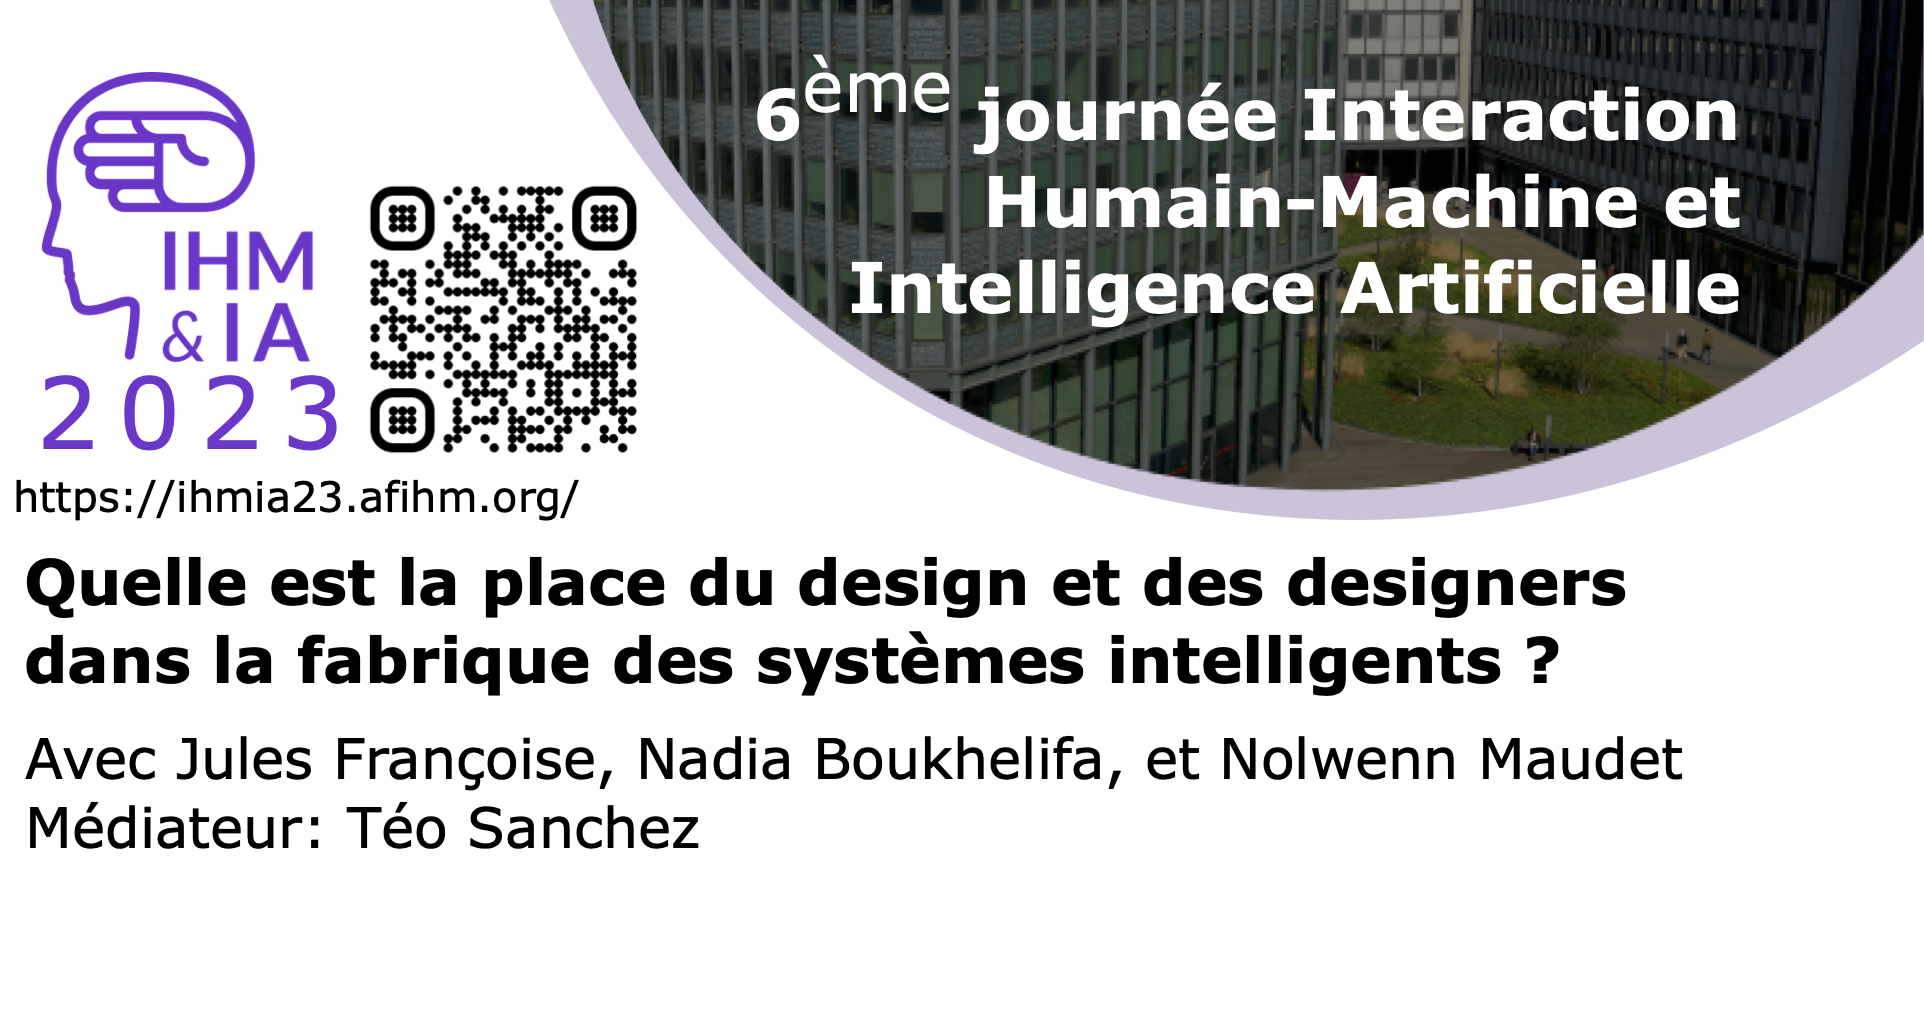 6ème journée Interaction
Humain-Machine et
Intelligence Artificielle
IHM
& IA
2023
https://ihmia23.afihm.org/
Quelle est la place du design et des designers
dans la fabrique des systèmes intelligents ?
Avec Jules Françoise, Nadia Boukhelifa, et Nolwenn Maudet
Médiateur: Téo Sanchez